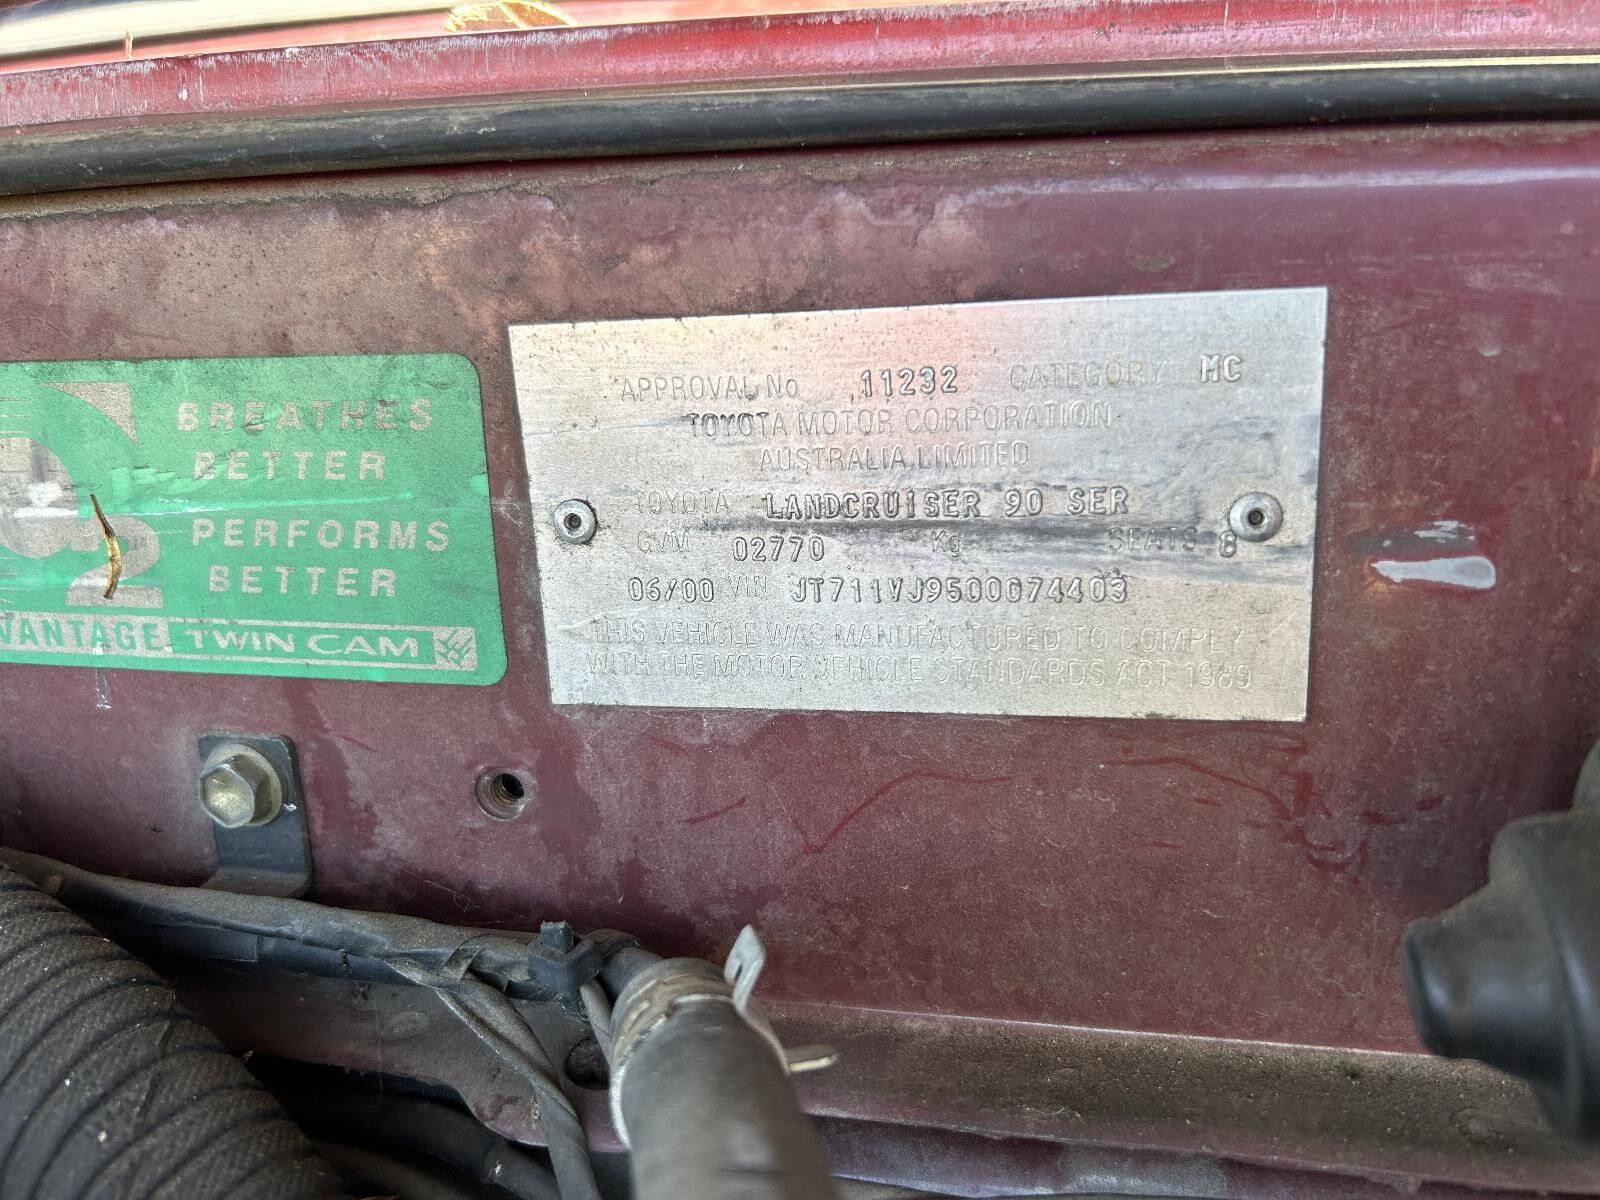 BREATHES
BETTER
PERFORMS
BETTER
VANTAGE TWIN CAM
APPROVAL No 11232 CATEGORY MC
TOYOTA MOTOR CORPORATION
AUSTRALIA LIMITED
TOYOTA LANDCRUISER 90 SER
GVM 02770 Kg SEATS 8
06/00 VIN JT711VJ9500074403
THIS VEHICLE WAS MANUFACTURED TO COMPLY
WITH THE MOTOR VEHICLE STANDARDS ACT 1989